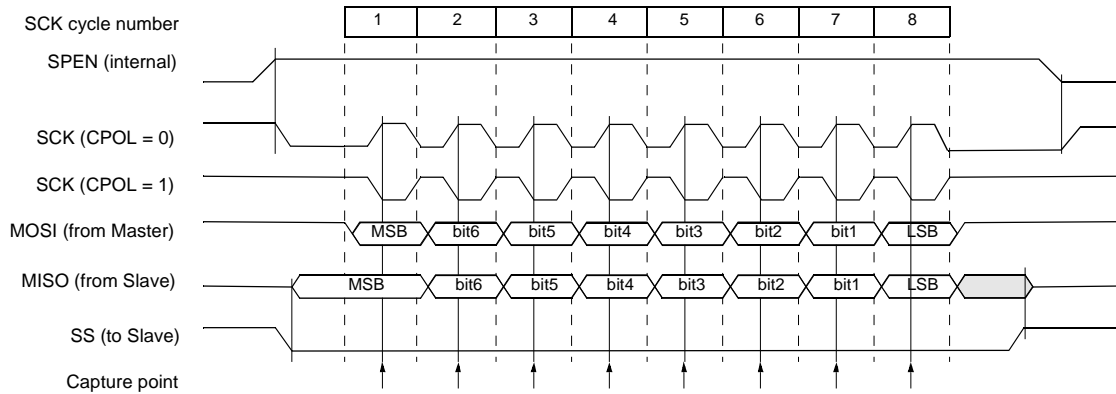 SCK cycle number 1 2 3 4 5 6 7 8
SPEN (internal)
SCK (CPOL = 0)
SCK (CPOL = 1)
MOSI (from Master) MSB bit6 bit5 bit4 bit3 bit2 bit1 LSB
MISO (from Slave) MSB bit6 bit5 bit4 bit3 bit2 bit1 LSB
SS (to Slave)
Capture point